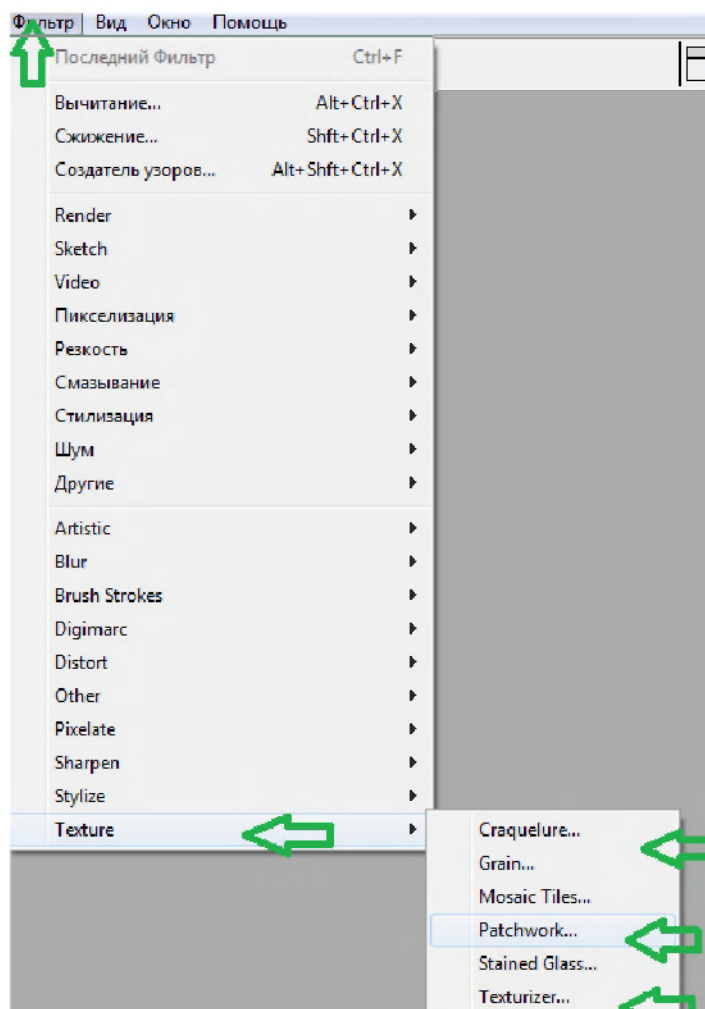 Фильтр Вид Окно Помощь
Последний Фильтр Ctrl+F
Вычитание... Alt+Ctrl+X
Сжижение... Shft+Ctrl+X
Создатель узоров... Alt+Shft+Ctrl+X
Render
Sketch
Video
Пикселизация
Резкость
Смазывание
Стилизация
Шум
Другие
Artistic
Blur
Brush Strokes
Digimarc
Distort
Other
Pixelate
Sharpen
Stylize
Texture
Craquelure...
Grain...
Mosaic Tiles...
Patchwork...
Stained Glass...
Texturizer...